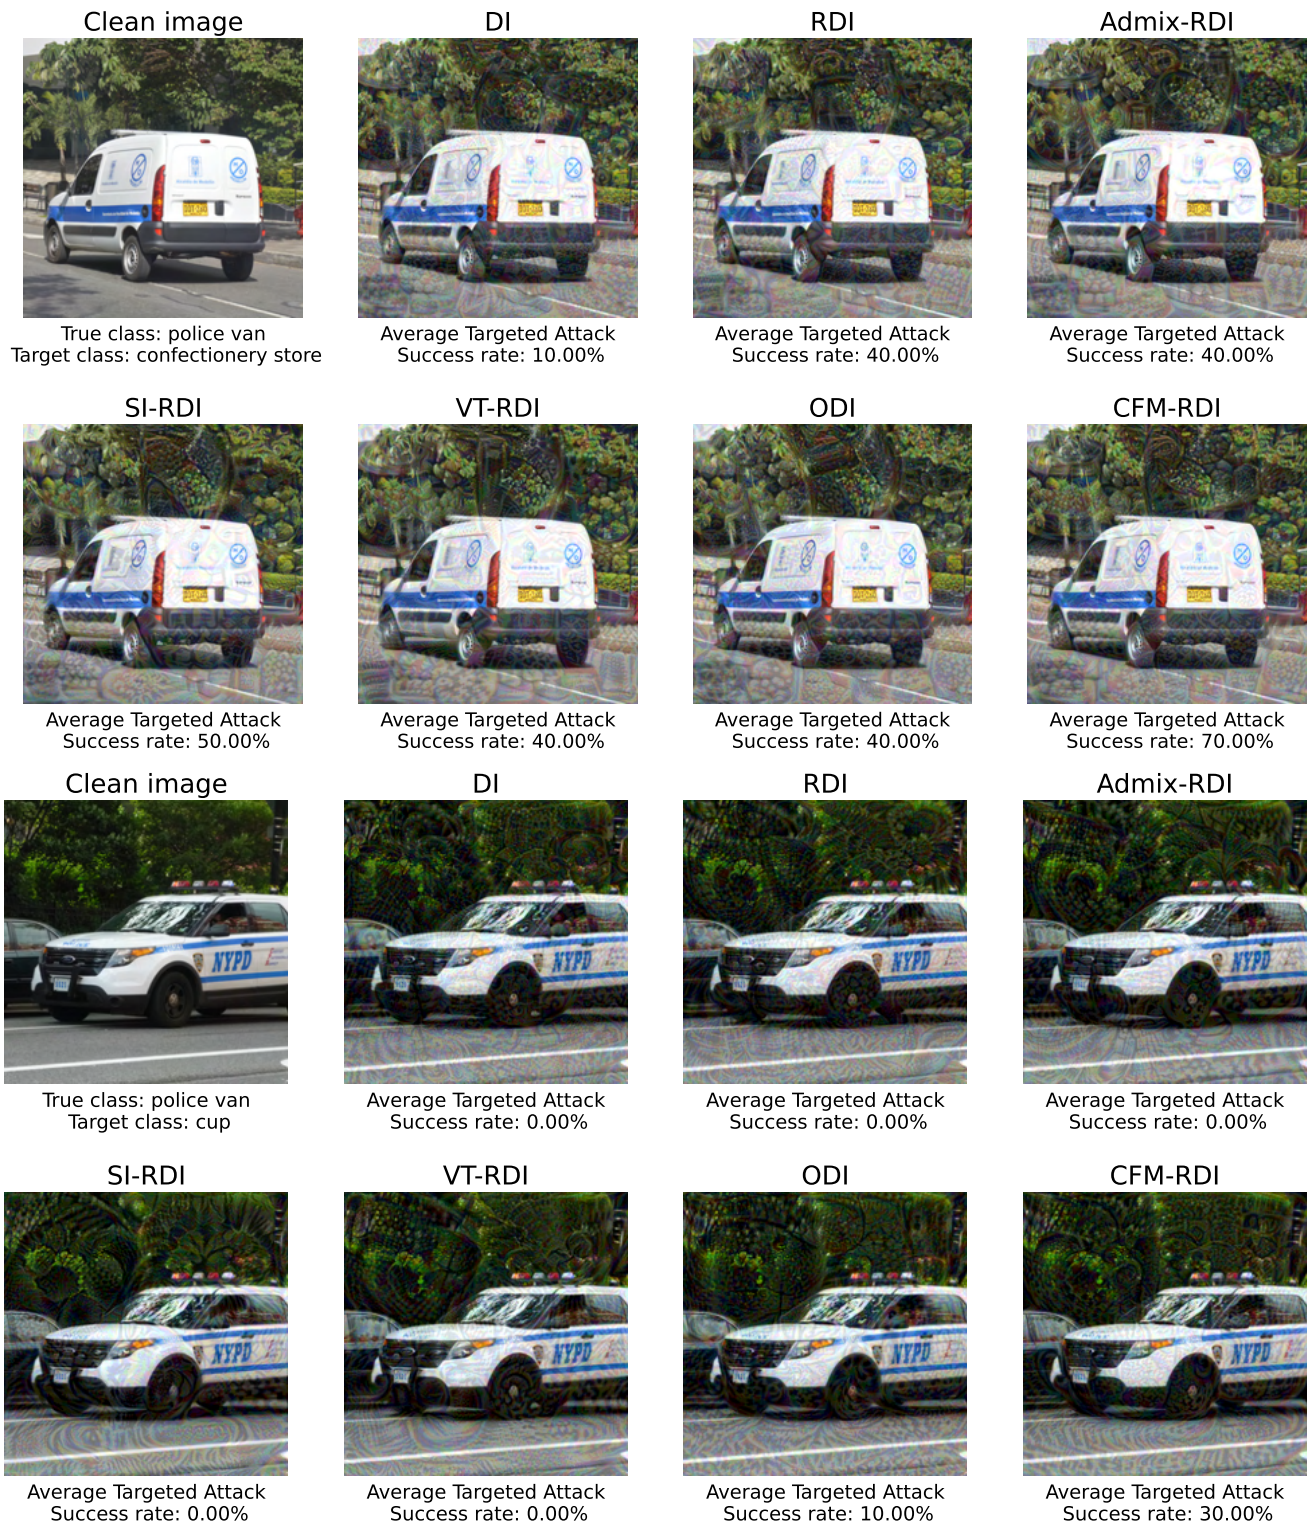 Clean image
DI
RDI
Admix-RDI
True class: police van
Target class: confectionery store
Average Targeted Attack
Success rate: 10.00%
Average Targeted Attack
Success rate: 40.00%
Average Targeted Attack
Success rate: 40.00%
SI-RDI
VT-RDI
ODI
CFM-RDI
Average Targeted Attack
Success rate: 50.00%
Average Targeted Attack
Success rate: 40.00%
Average Targeted Attack
Success rate: 40.00%
Average Targeted Attack
Success rate: 70.00%
Clean image
DI
RDI
Admix-RDI
NYPD
NYPD
NYPD
NYPD
True class: police van
Target class: cup
Average Targeted Attack
Success rate: 0.00%
Average Targeted Attack
Success rate: 0.00%
Average Targeted Attack
Success rate: 0.00%
SI-RDI
VT-RDI
ODI
CFM-RDI
NYPD
NYPD
NYPD
NYPD
Average Targeted Attack
Success rate: 0.00%
Average Targeted Attack
Success rate: 0.00%
Average Targeted Attack
Success rate: 10.00%
Average Targeted Attack
Success rate: 30.00%